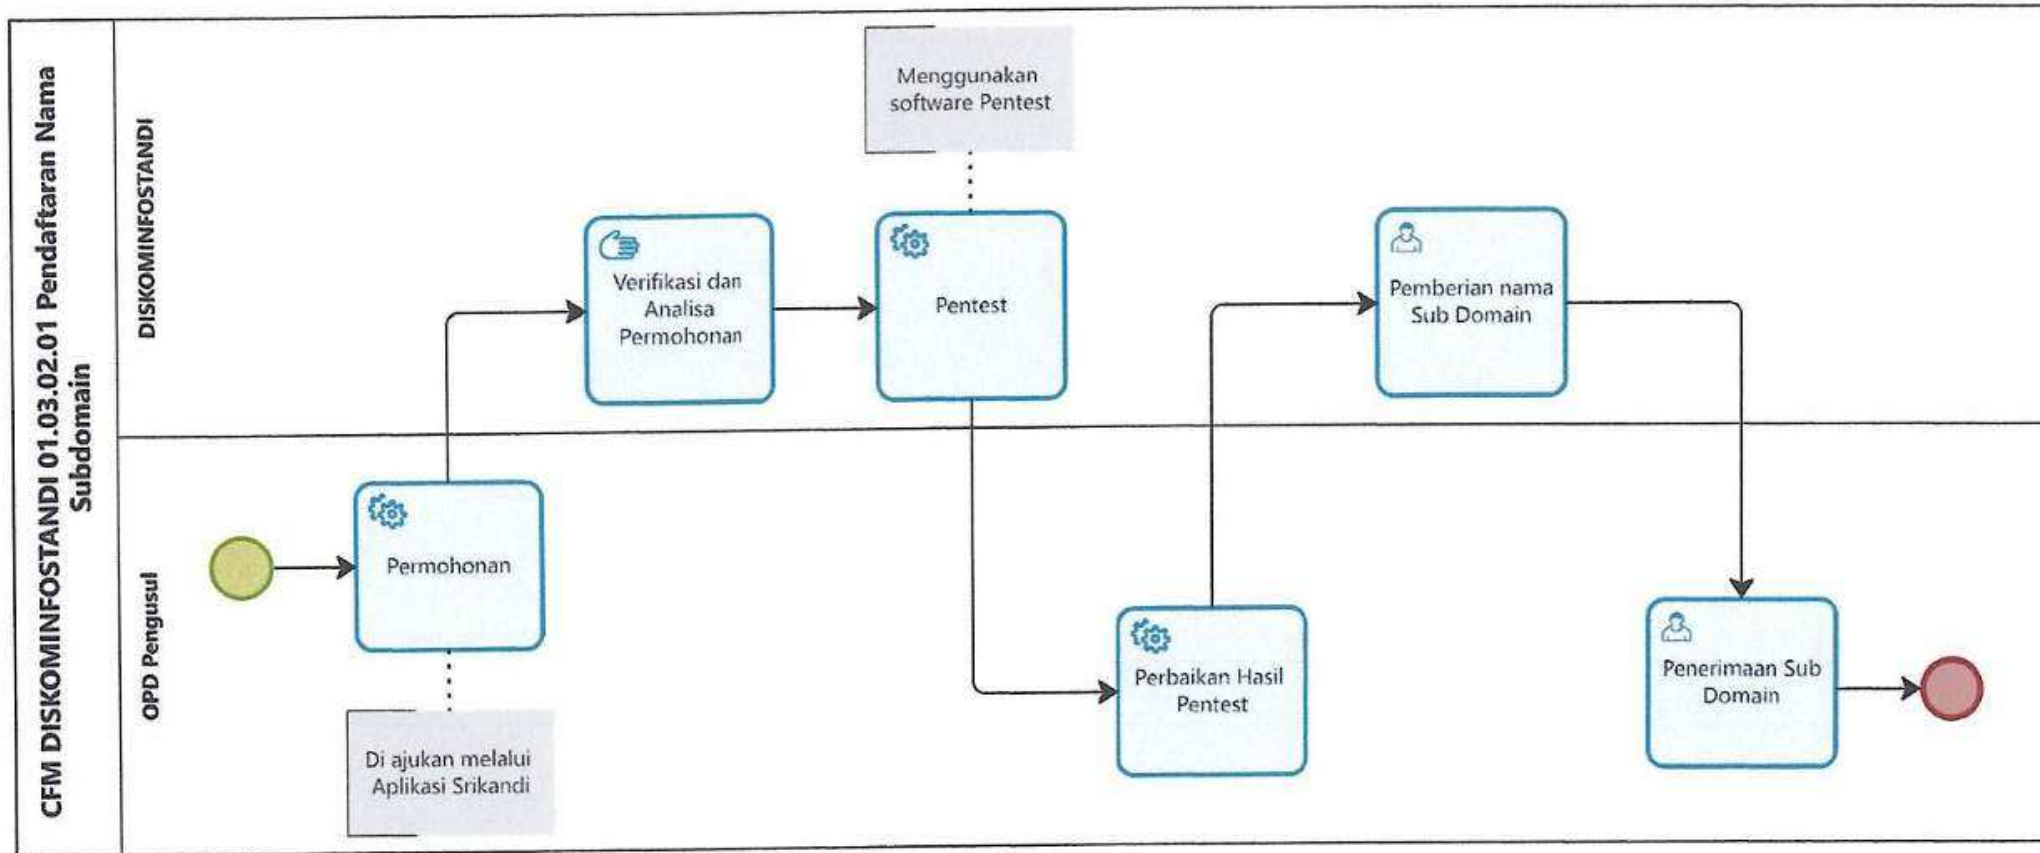 CFM DISKOMINFOSTANDI 01.03.02.01 Pendaftaran Nama
Subdomain
DISKOMINFOSTANDI
Menggunakan
software Pentest
Verifikasi dan
Analisa
Permohonan
Pentest
Pemberian nama
Sub Domain
OPD Pengusul
Permohonan
Di ajukan melalui
Aplikasi Srikandi
Perbaikan Hasil
Pentest
Penerimaan Sub
Domain